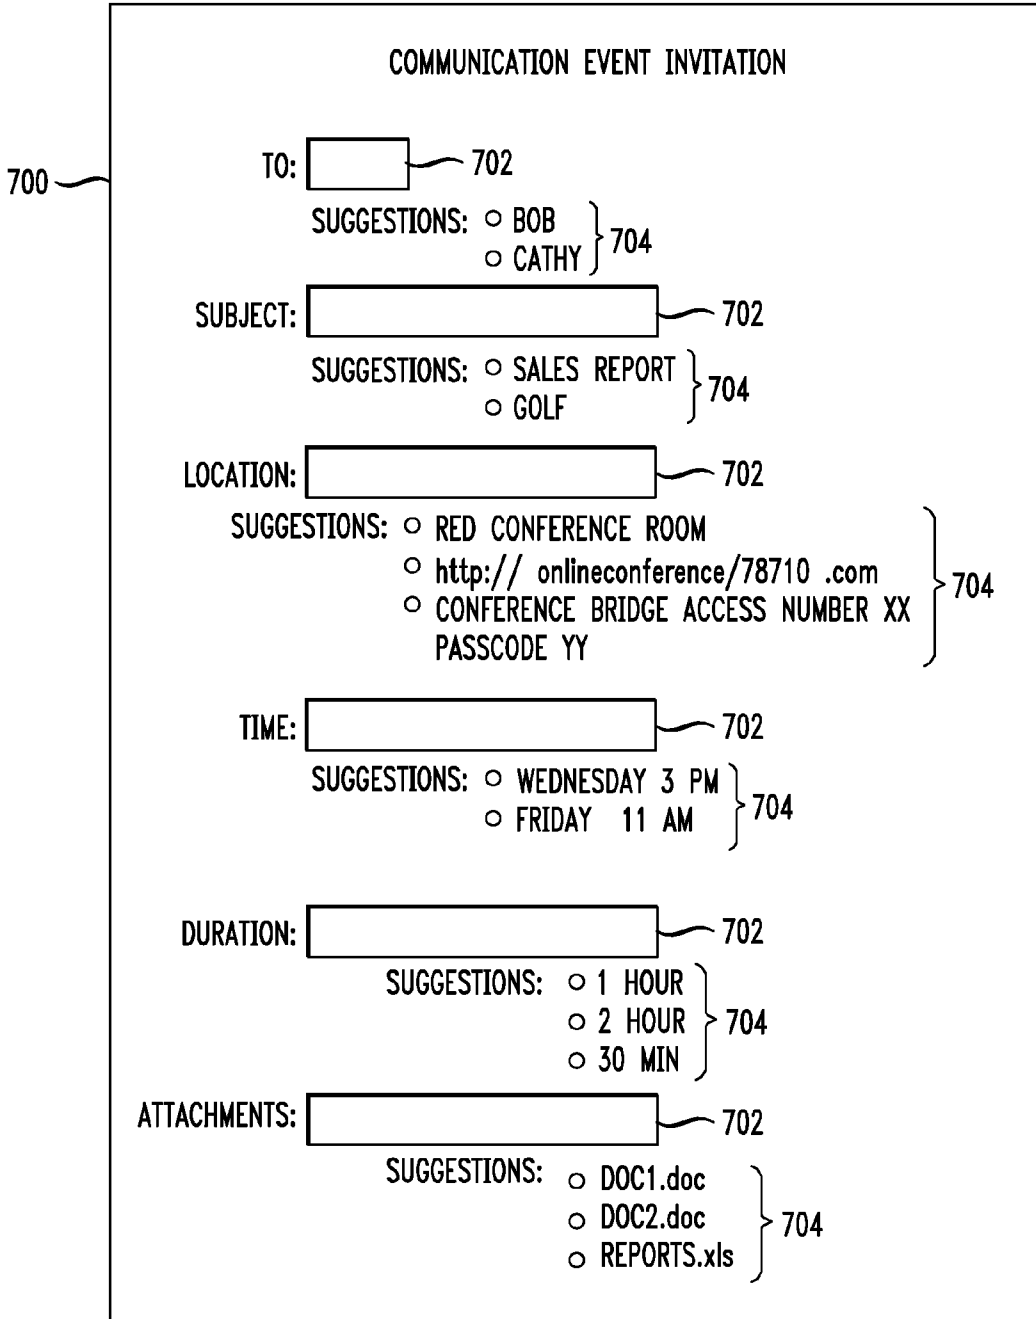 COMMUNICATION EVENT INVITATION
TO: 702
700
SUGGESTIONS: BOB
CATHY
704
SUBJECT: 702
SUGGESTIONS: SALES REPORT
GOLF
704
LOCATION: 702
SUGGESTIONS: RED CONFERENCE ROOM
http:// onlineconference/78710 .com
CONFERENCE BRIDGE ACCESS NUMBER XX
PASSCODE YY
704
TIME: 702
SUGGESTIONS: WEDNESDAY 3 PM
FRIDAY 11 AM
704
DURATION: 702
SUGGESTIONS: 1 HOUR
2 HOUR
30 MIN
704
ATTACHMENTS: 702
SUGGESTIONS: DOC1.doc
DOC2.doc
REPORTS.xls
704